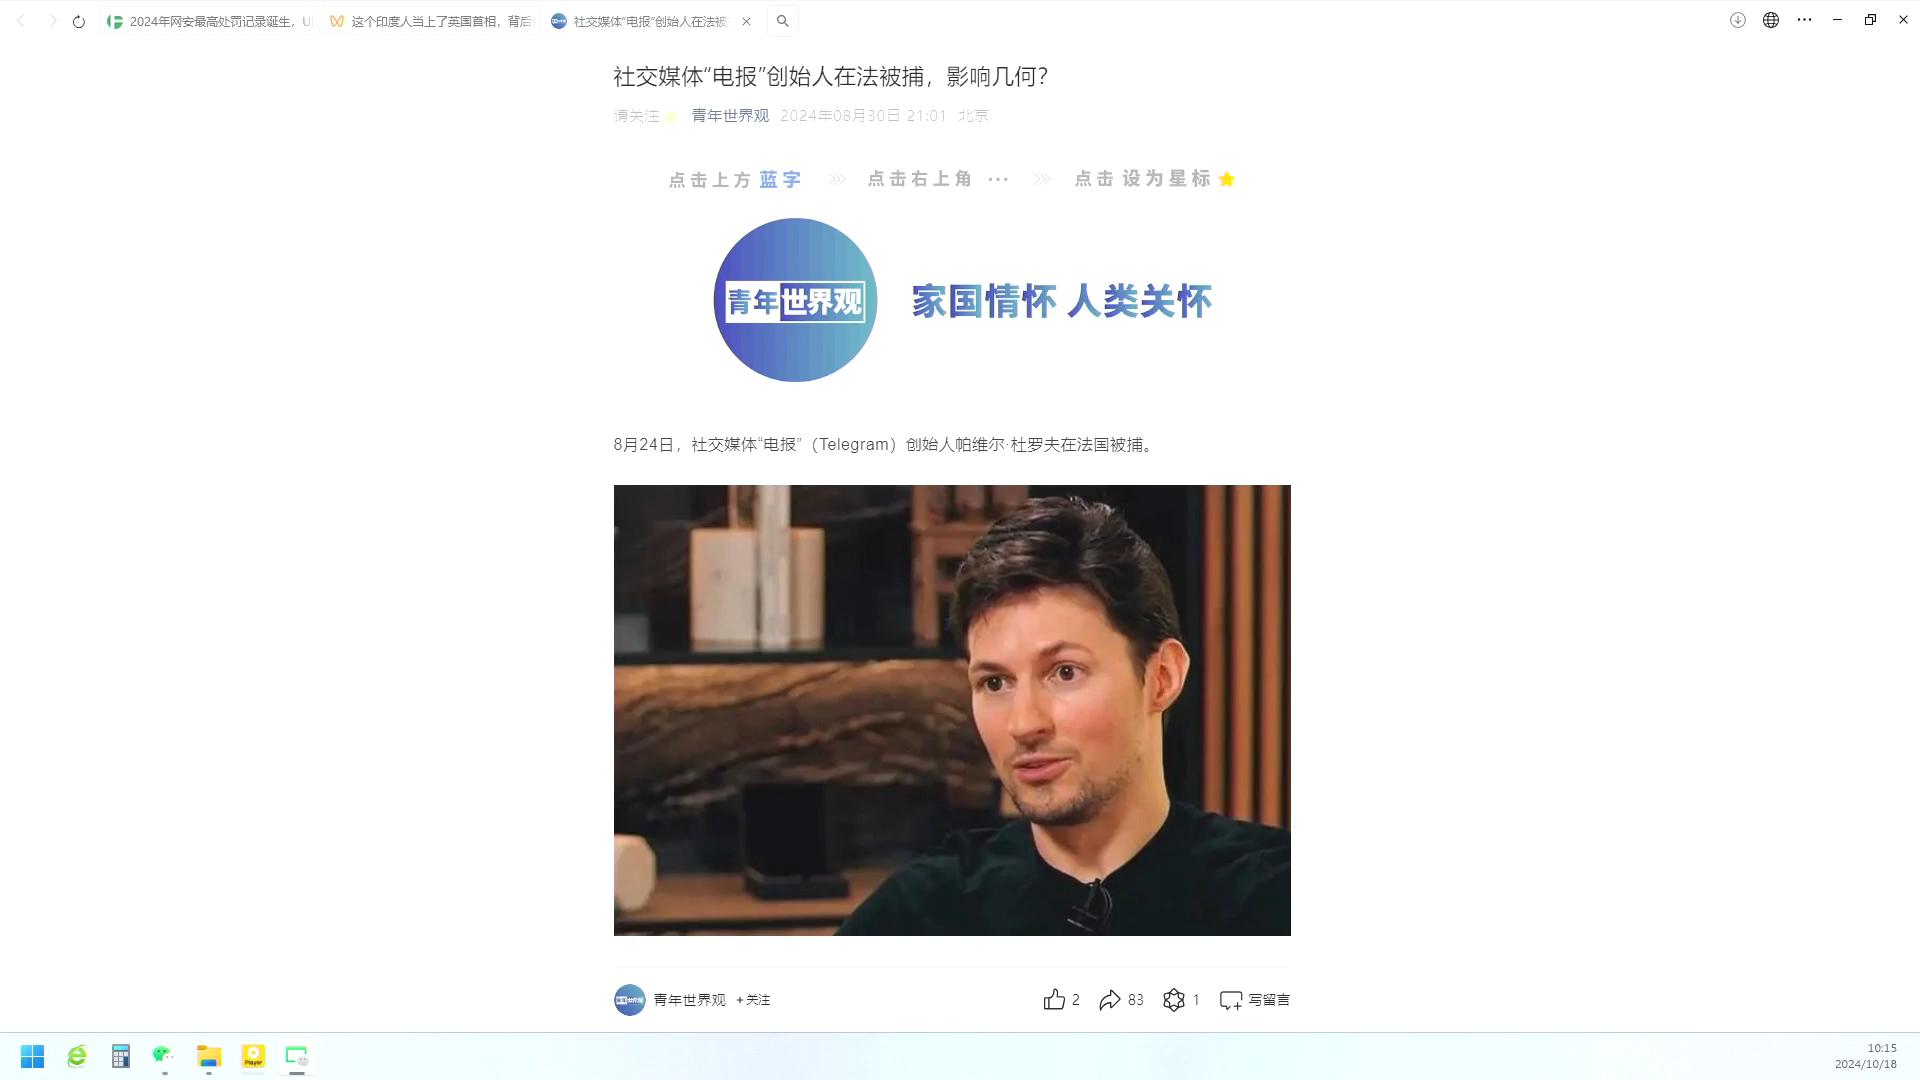 2024年网安最高处罚记录诞生，U
这个印度人当上了英国首相，背后
社交媒体“电报”创始人在法被
社交媒体“电报”创始人在法被捕，影响几何？
请关注 青年世界观 2024年08月30日 21:01 北京
点击上方 蓝字 点击右上角 ··· 点击 设为星标
青年世界观
家国情怀 人类关怀
8月24日，社交媒体“电报”（Telegram）创始人帕维尔·杜罗夫在法国被捕。
青年世界观 +关注 2 83 1 写留言
Player
10:15
2024/10/18